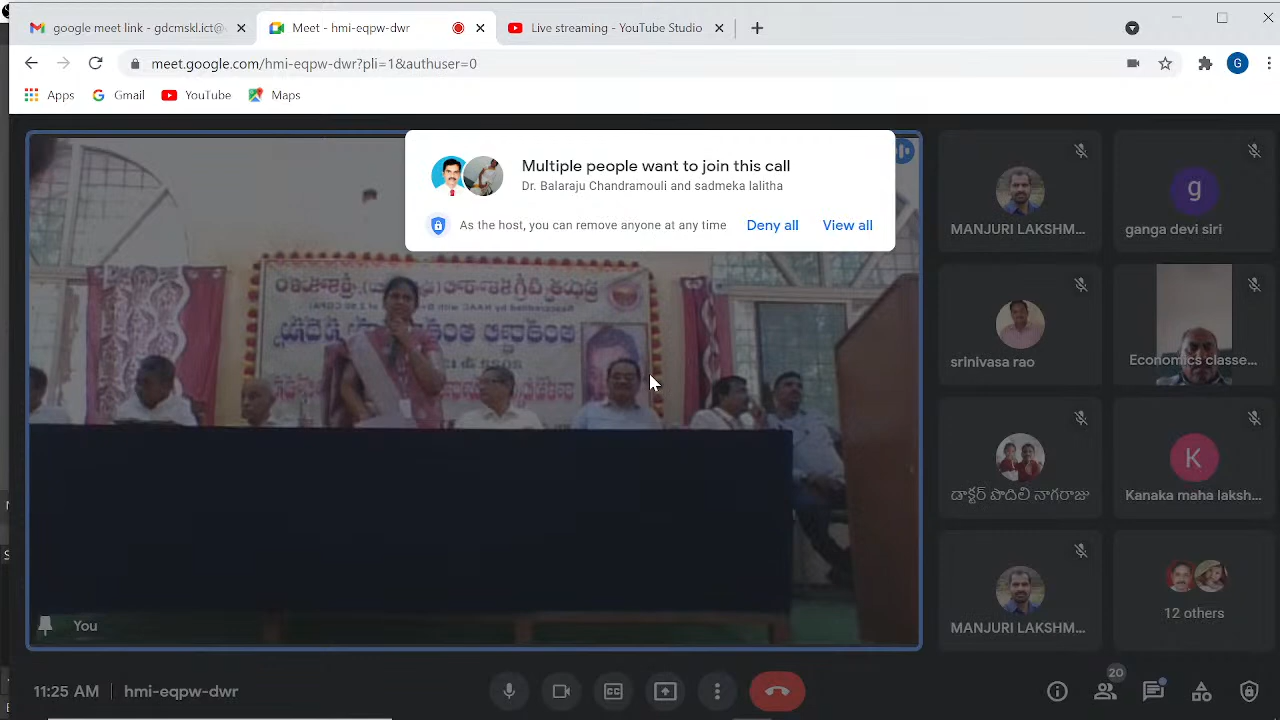 google meet link - gdcmskl.ict@
Meet - hmi-eqpw-dwr
Live streaming - YouTube Studio
meet.google.com/hmi-eqpw-dwr?pli=1&authuser=0
G
Apps
Gmail
YouTube
Maps
Multiple people want to join this call
Dr. Balaraju Chandramouli and sadmeka lalitha
As the host, you can remove anyone at any time
Deny all
View all
MANJURI LAKSHM...
g
ganga devi siri
srinivasa rao
Economics classe...
డాక్టర్ పొదిలి నాగరాజు
K
Kanaka maha laksh...
MANJURI LAKSHM...
12 others
You
11:25 AM | hmi-eqpw-dwr
CC
20